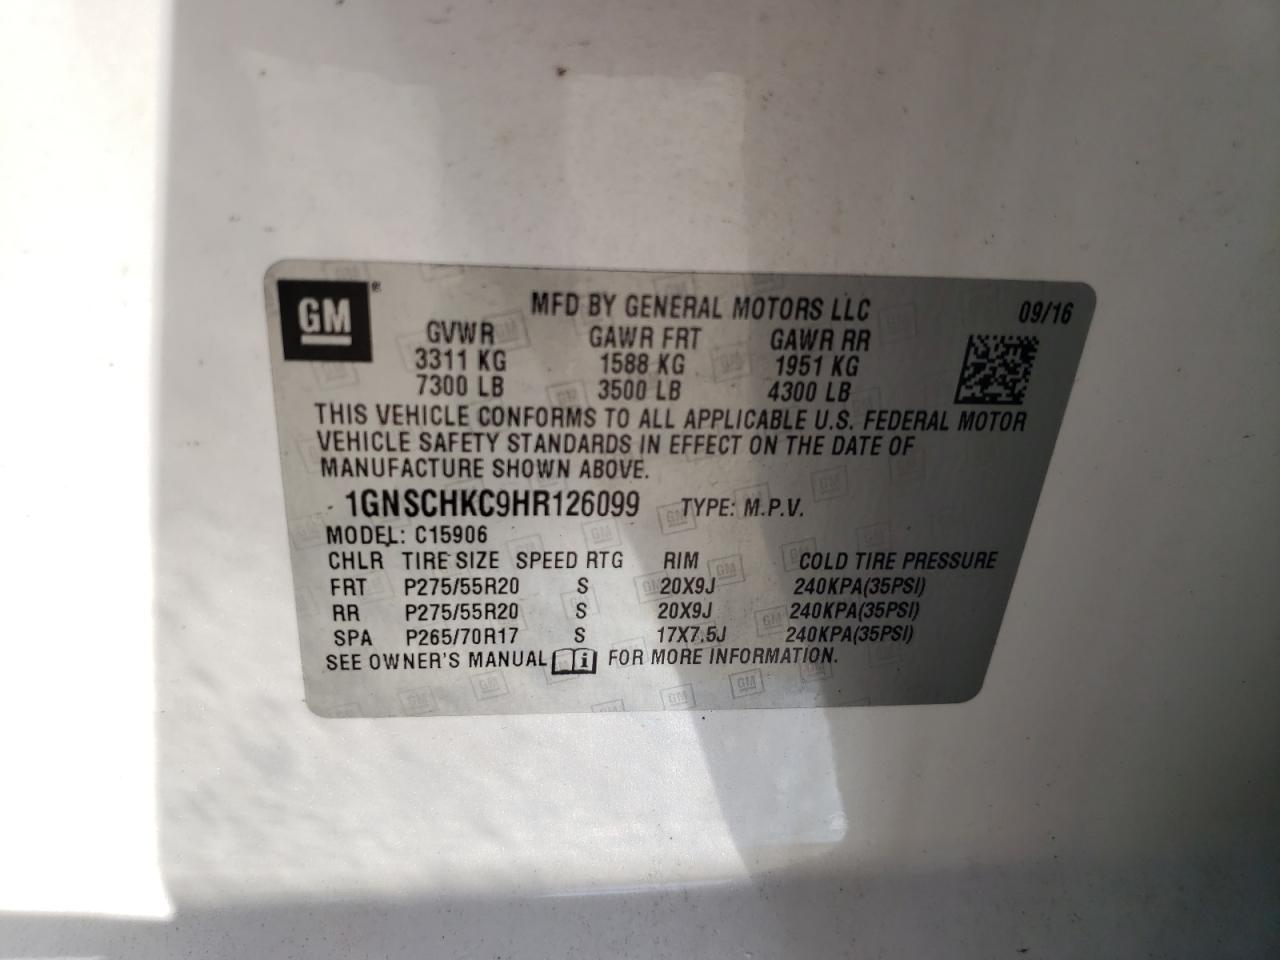 GM ® MFD BY GENERAL MOTORS LLC 09/16
GVWR GAWR FRT GAWR RR
3311 KG 1588 KG 1951 KG
7300 LB 3500 LB 4300 LB
THIS VEHICLE CONFORMS TO ALL APPLICABLE U.S. FEDERAL MOTOR
VEHICLE SAFETY STANDARDS IN EFFECT ON THE DATE OF
MANUFACTURE SHOWN ABOVE.
1GNSCHKC9HR126099 TYPE: M.P.V.
MODEL: C15906
CHLR TIRE SIZE SPEED RTG RIM COLD TIRE PRESSURE
FRT P275/55R20 S 20X9J 240KPA(35PSI)
RR P275/55R20 S 20X9J 240KPA(35PSI)
SPA P265/70R17 S 17X7.5J 240KPA(35PSI)
SEE OWNER'S MANUAL i FOR MORE INFORMATION.